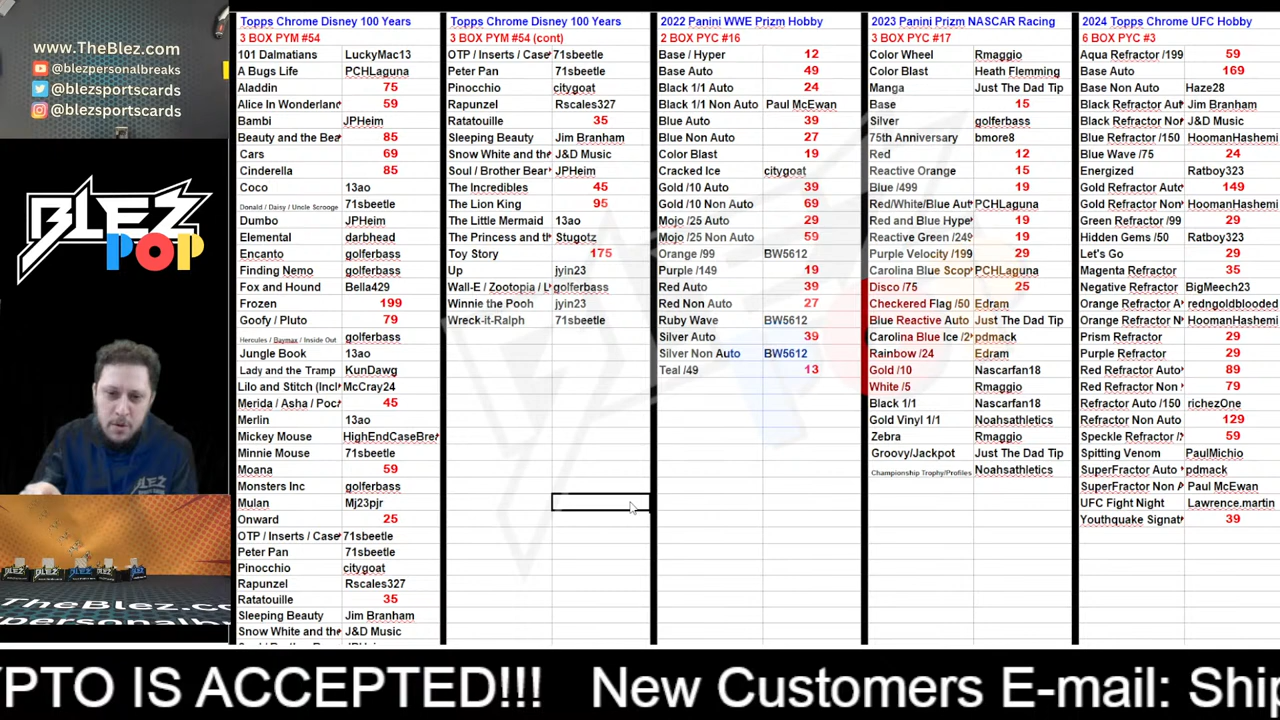 www.TheBlez.com
@blezpersonalbreaks
@blezsportscards
BLEZ
POP
Topps Chrome Disney 100 Years
3 BOX PYM #54
101 Dalmatians LuckyMac13
A Bugs Life PCHLaguna
Aladdin 75
Alice In Wonderland 59
Bambi JPHeim
Beauty and the Bea 85
Cars 69
Cinderella 85
Coco 13ao
Donald / Daisy / Uncle Scrooge 71sbeetle
Dumbo JPHeim
Elemental darbhead
Encanto golferbass
Finding Nemo golferbass
Fox and Hound Bella429
Frozen 199
Goofy / Pluto 79
Hercules / Baymax / Inside Out golferbass
Jungle Book 13ao
Lady and the Tramp KunDawg
Lilo and Stitch (Incl McCray24
Merida / Asha / Poc 45
Merlin 13ao
Mickey Mouse HighEndCaseBre
Minnie Mouse 71sbeetle
Moana 59
Monsters Inc golferbass
Mulan Mj23pjr
Onward 25
OTP / Inserts / Case 71sbeetle
Peter Pan 71sbeetle
Pinocchio citygoat
Rapunzel Rscales327
Ratatouille 35
Sleeping Beauty Jim Branham
Snow White and the J&D Music
Topps Chrome Disney 100 Years
3 BOX PYM #54 (cont)
OTP / Inserts / Case 71sbeetle
Peter Pan 71sbeetle
Pinocchio citygoat
Rapunzel Rscales327
Ratatouille 35
Sleeping Beauty Jim Branham
Snow White and the J&D Music
Soul / Brother Bear JPHeim
The Incredibles 45
The Lion King 95
The Little Mermaid 13ao
The Princess and th Stugotz
Toy Story 175
Up jyin23
Wall-E / Zootopia / L golferbass
Winnie the Pooh jyin23
Wreck-it-Ralph 71sbeetle
2022 Panini WWE Prizm Hobby
2 BOX PYC #16
Base / Hyper 12
Base Auto 49
Black 1/1 Auto 24
Black 1/1 Non Auto Paul McEwan
Blue Auto 39
Blue Non Auto 27
Color Blast 19
Cracked Ice citygoat
Gold /10 Auto 39
Gold /10 Non Auto 69
Mojo /25 Auto 29
Mojo /25 Non Auto 59
Orange /99 BW5612
Purple /149 19
Red Auto 39
Red Non Auto 27
Ruby Wave BW5612
Silver Auto 39
Silver Non Auto BW5612
Teal /49 13
2023 Panini Prizm NASCAR Racing
3 BOX PYC #17
Color Wheel Rmaggio
Color Blast Heath Flemming
Manga Just The Dad Tip
Base 15
Silver golferbass
75th Anniversary bmore8
Red 12
Reactive Orange 15
Blue /499 19
Red/White/Blue Aut PCHLaguna
Red and Blue Hype 19
Reactive Green /249 19
Purple Velocity /199 29
Carolina Blue Scop PCHLaguna
Disco /75 25
Checkered Flag /50 Edram
Blue Reactive Auto Just The Dad Tip
Carolina Blue Ice /2 pdmack
Rainbow /24 Edram
Gold /10 Nascarfan18
White /5 Rmaggio
Black 1/1 Nascarfan18
Gold Vinyl 1/1 Noahsathletics
Zebra Rmaggio
Groovy/Jackpot Just The Dad Tip
Championship Trophy/Profiles Noahsathletics
2024 Topps Chrome UFC Hobby
6 BOX PYC #3
Aqua Refractor /199 59
Base Auto 169
Base Non Auto Haze28
Black Refractor Aut Jim Branham
Black Refractor Nor J&D Music
Blue Refractor /150 HoomanHashemi
Blue Wave /75 24
Energized Ratboy323
Gold Refractor Auto 149
Gold Refractor Non HoomanHashemi
Green Refractor /99 29
Hidden Gems /50 Ratboy323
Let's Go 29
Magenta Refractor 35
Negative Refractor BigMeech23
Orange Refractor A redngoldblooded
Orange Refractor N HoomanHashemi
Prism Refractor 29
Purple Refractor 29
Red Refractor Auto 89
Red Refractor Non 79
Refractor Auto /150 richezOne
Refractor Non Auto 129
Speckle Refractor / 59
Spitting Venom PaulMichio
SuperFractor Auto pdmack
SuperFractor Non A Paul McEwan
UFC Fight Night Lawrence.martin
Youthquake Signat 39
TheBlez.co
YPTO IS ACCEPTED!!! New Customers E-mail: Ship